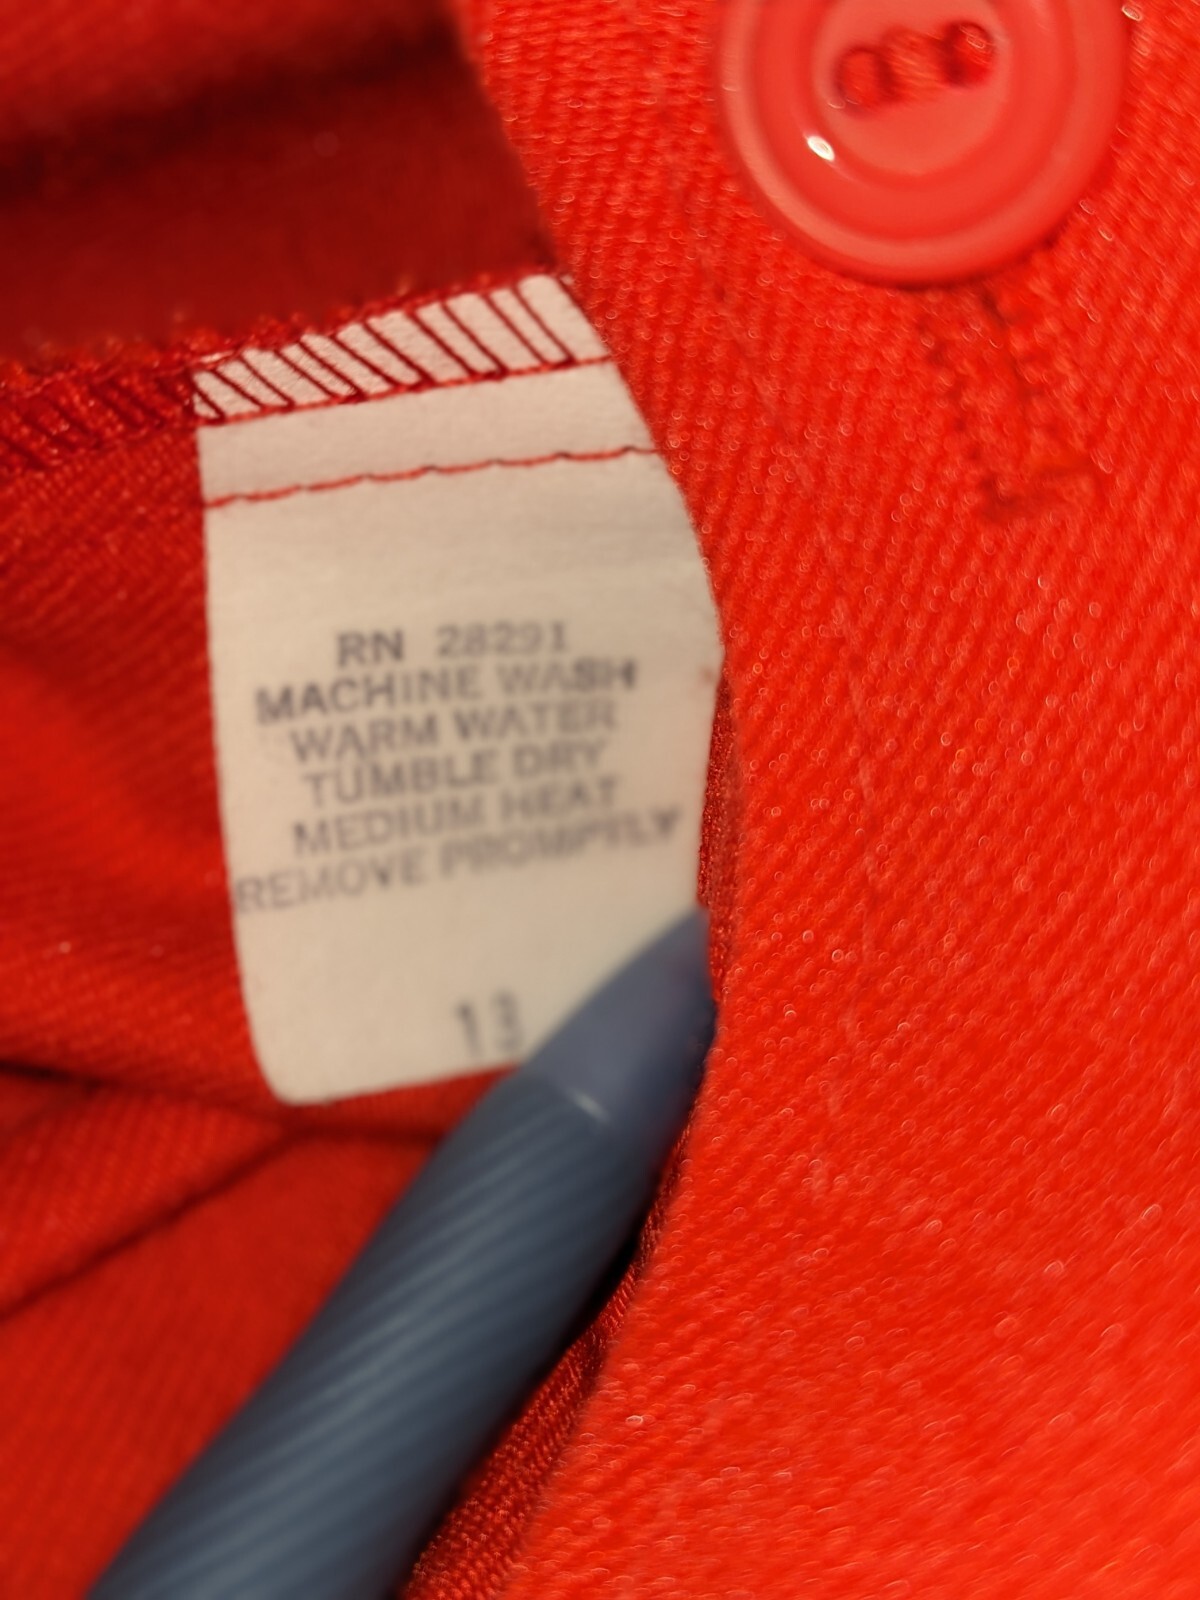 RN 28291
MACHINE WASH
WARM WATER
TUMBLE DRY
MEDIUM HEAT
REMOVE PROMPTLY
13